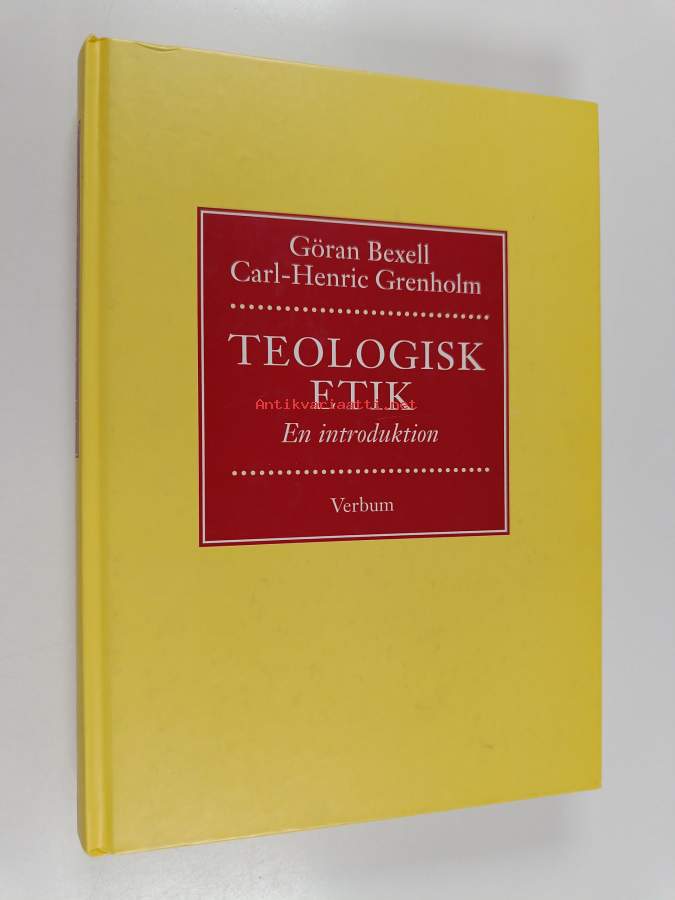 Göran Bexell
Carl-Henric Grenholm
TEOLOGISK
ETIK
Antikvariaatti.net
En introduktion
Verbum